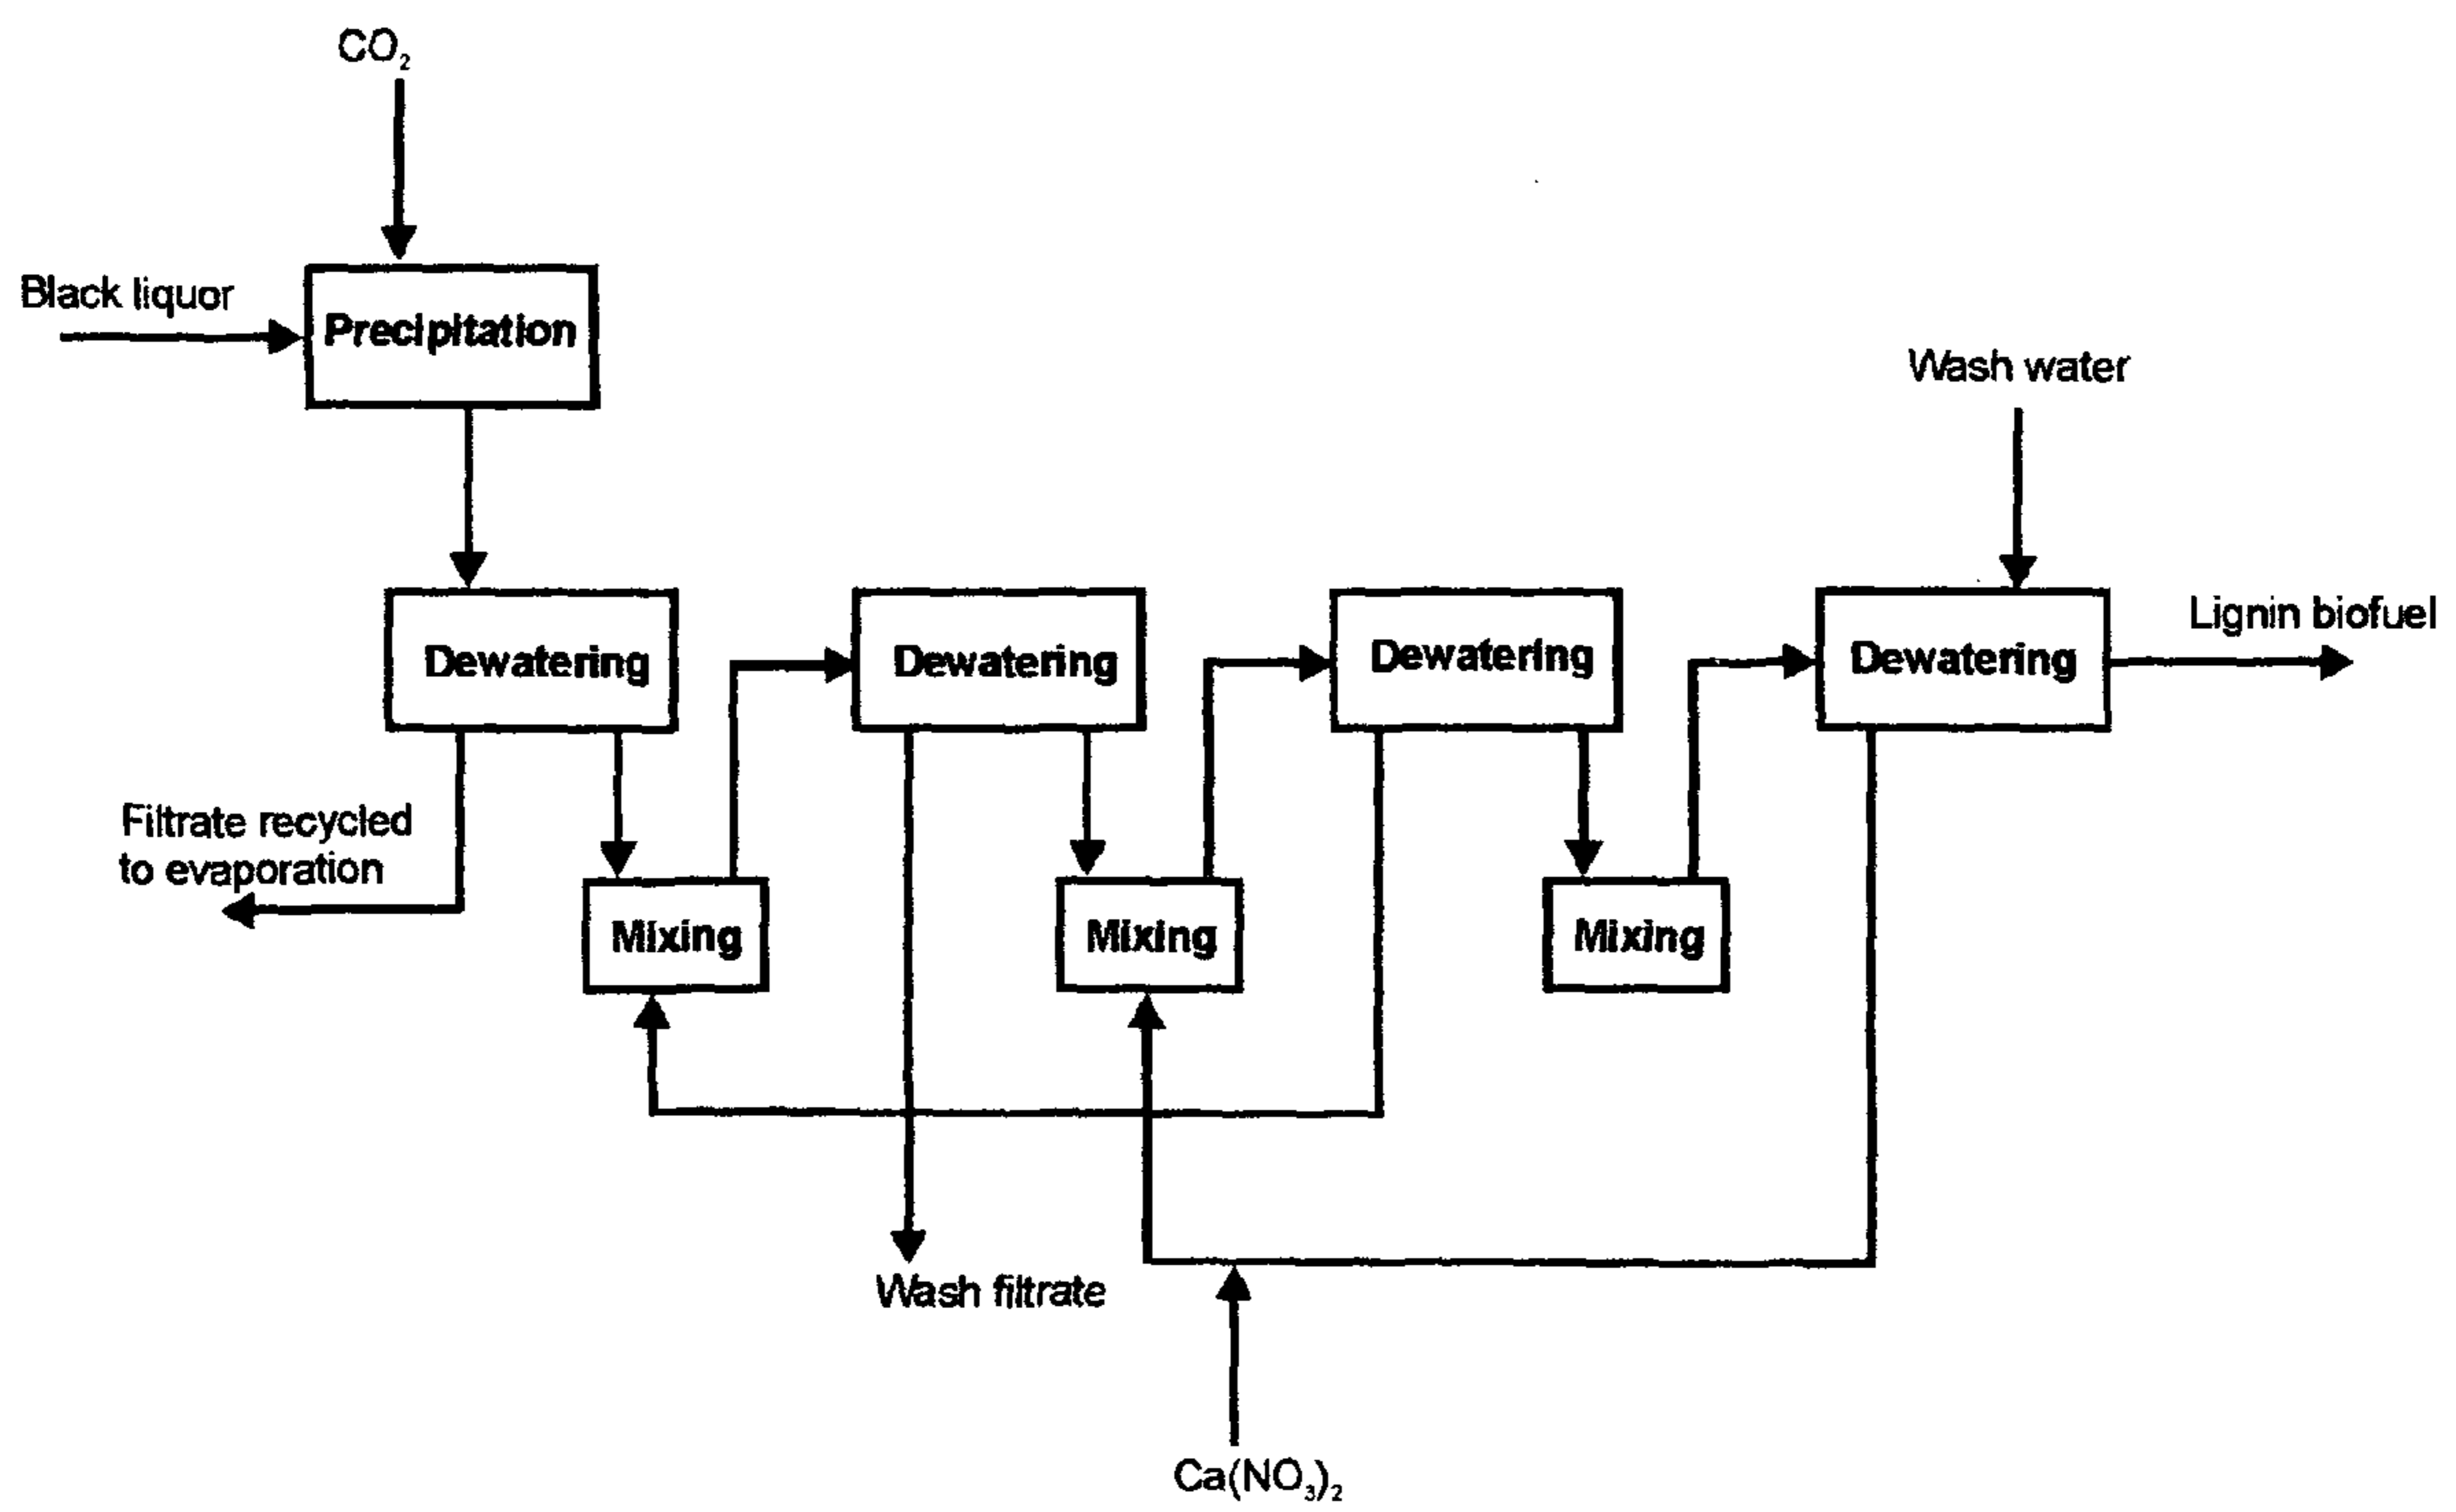 CO₂
Black liquor
Precipitation
Wash water
Lignin biofuel
Dewatering
Dewatering
Dewatering
Dewatering
Filtrate recycled
to evaporation
Mixing
Mixing
Mixing
Wash filtrate
Ca(NO₃)₂